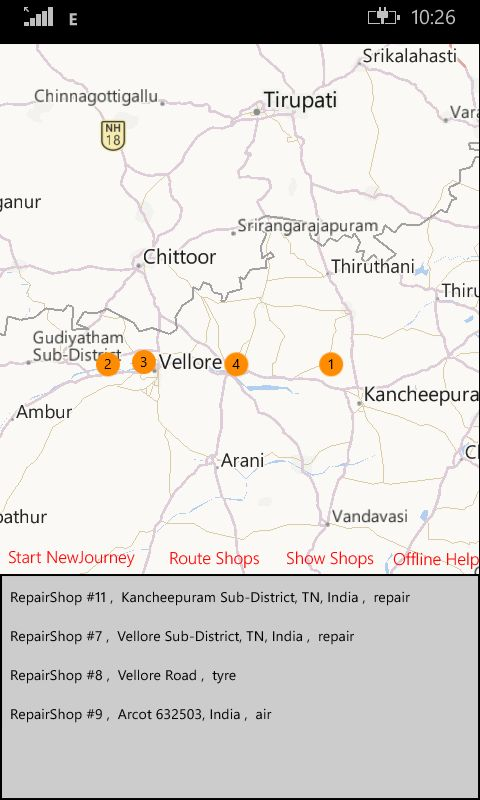 E 10:26
Srikalahasti
Chinnagottigallu
Tirupati
NH
18
Vara
ganur
Srirangarajapuram
Chittoor
Thiruthani
Thiru
Gudiyatham
Sub-District
2 3 Vellore 4 1
Kancheepura
Ambur
Arani
Ch
pathur
Vandavasi
Start NewJourney Route Shops Show Shops Offline Help
RepairShop #11 , Kancheepuram Sub-District, TN, India , repair
RepairShop #7 , Vellore Sub-District, TN, India , repair
RepairShop #8 , Vellore Road , tyre
RepairShop #9 , Arcot 632503, India , air